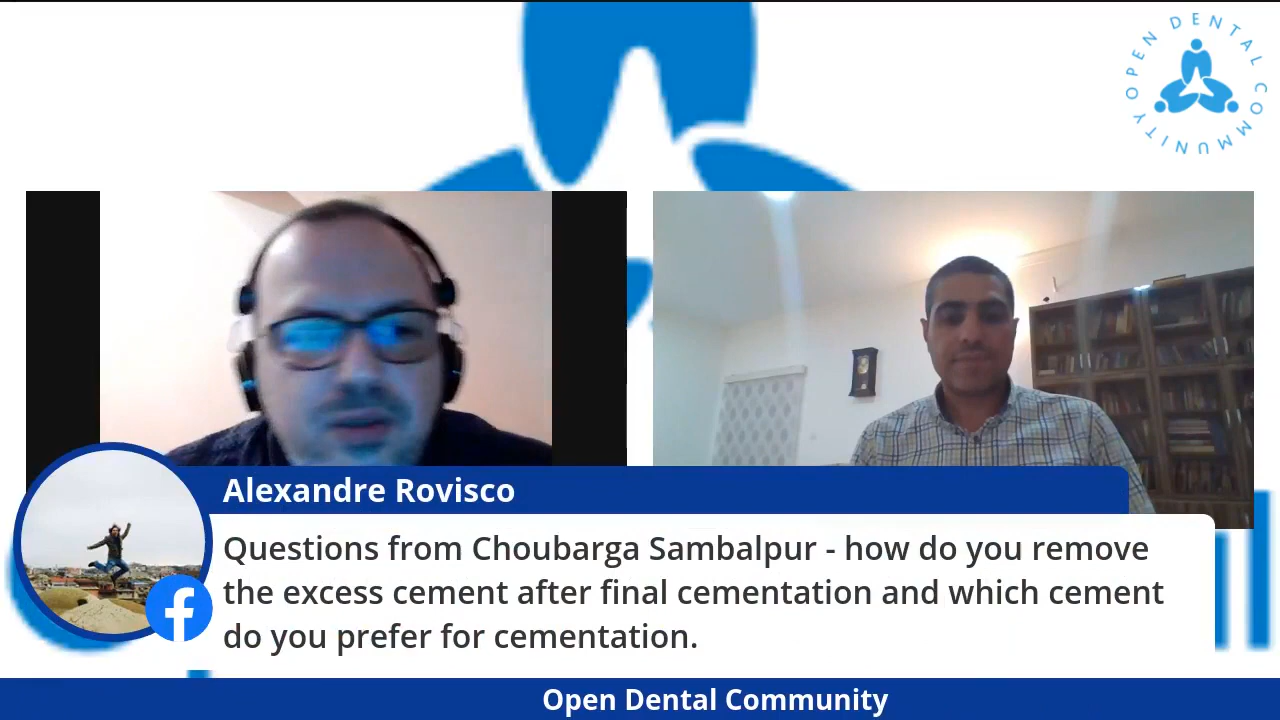 OPEN DENTAL COMMUNITY
Alexandre Rovisco
Questions from Choubarga Sambalpur - how do you remove
the excess cement after final cementation and which cement
do you prefer for cementation.
Open Dental Community